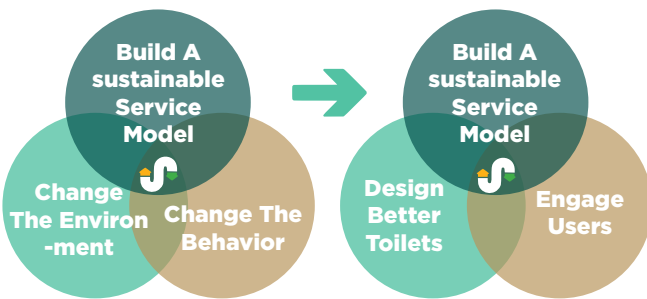 Build A
sustainable
Service
Model
Change
The Environ
-ment
Change The
Behavior
Build A
sustainable
Service
Model
Design
Better
Toilets
Engage
Users